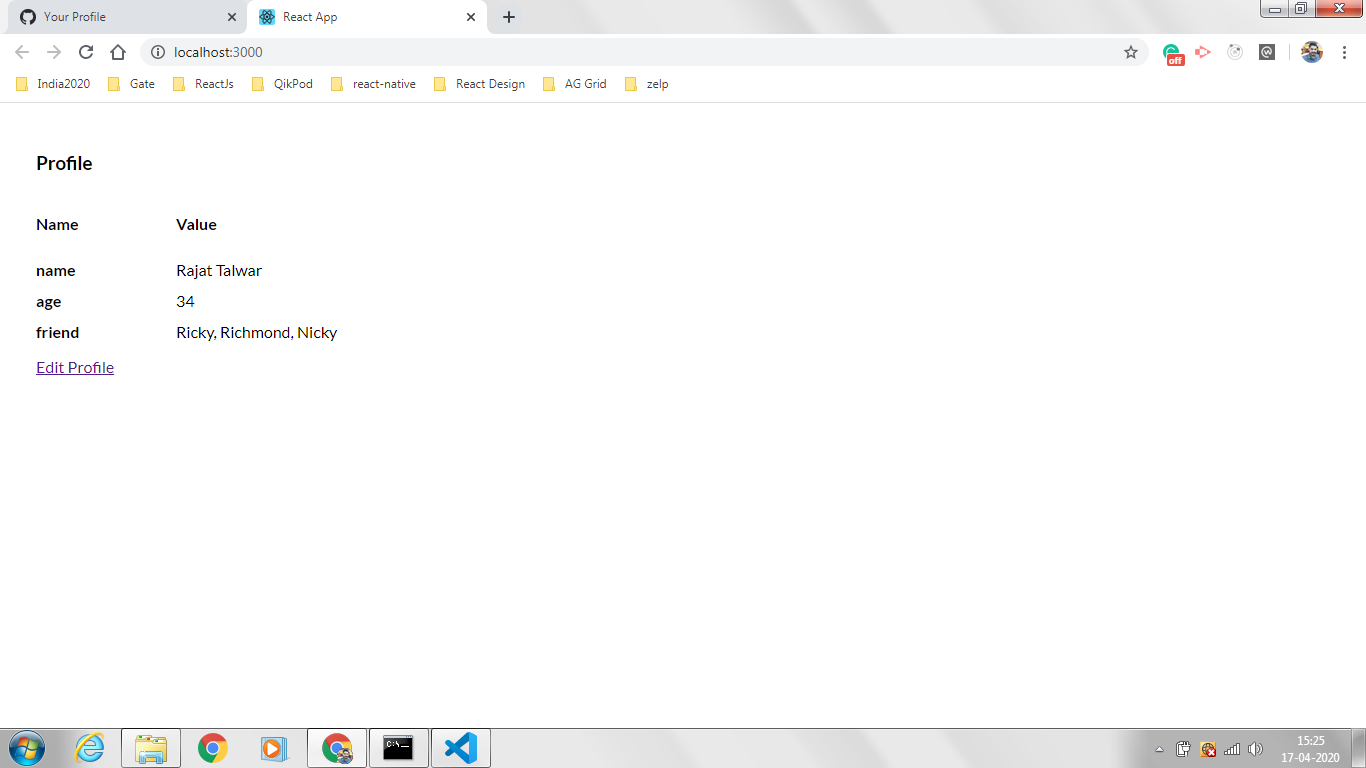 Your Profile
React App
localhost:3000
off
India2020 Gate ReactJs QikPod react-native React Design AG Grid zelp
Profile
Name Value
name Rajat Talwar
age 34
friend Ricky, Richmond, Nicky
Edit Profile
C:\
15:25
17-04-2020